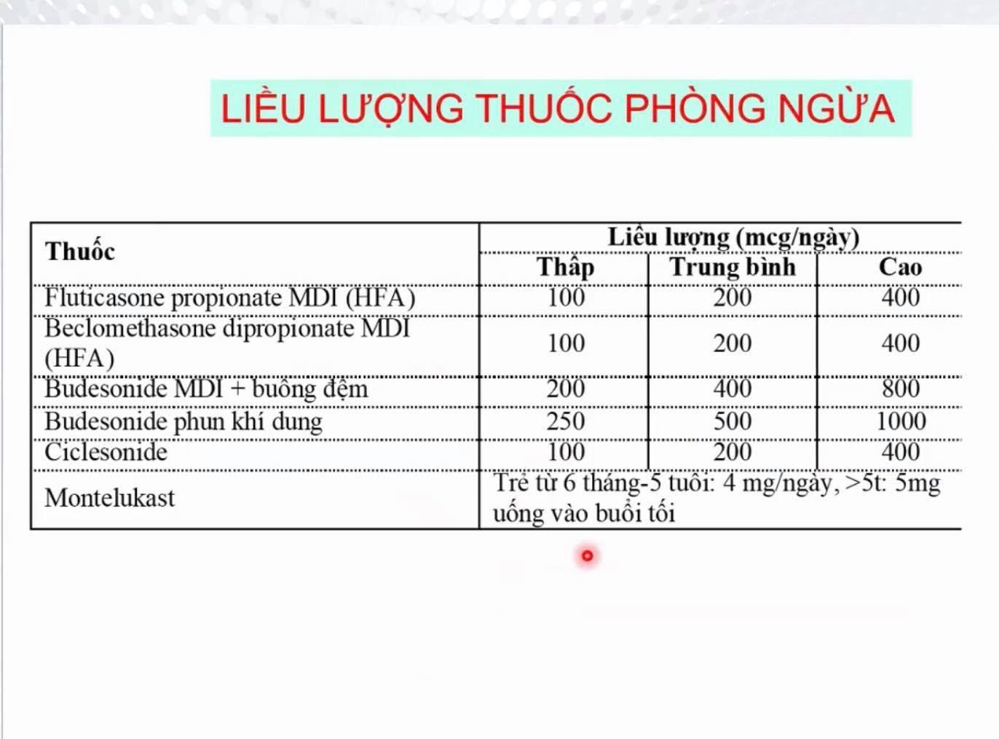 LIỀU LƯỢNG THUỐC PHÒNG NGỪA
Thuốc
Liều lượng (mcg/ngày)
Thấp Trung bình Cao
Fluticasone propionate MDI (HFA) 100 200 400
Beclomethasone dipropionate MDI
(HFA) 100 200 400
Budesonide MDI + buồng đệm 200 400 800
Budesonide phun khí dung 250 500 1000
Ciclesonide 100 200 400
Montelukast
Trẻ từ 6 tháng-5 tuổi: 4 mg/ngày, >5t: 5mg
uống vào buổi tối